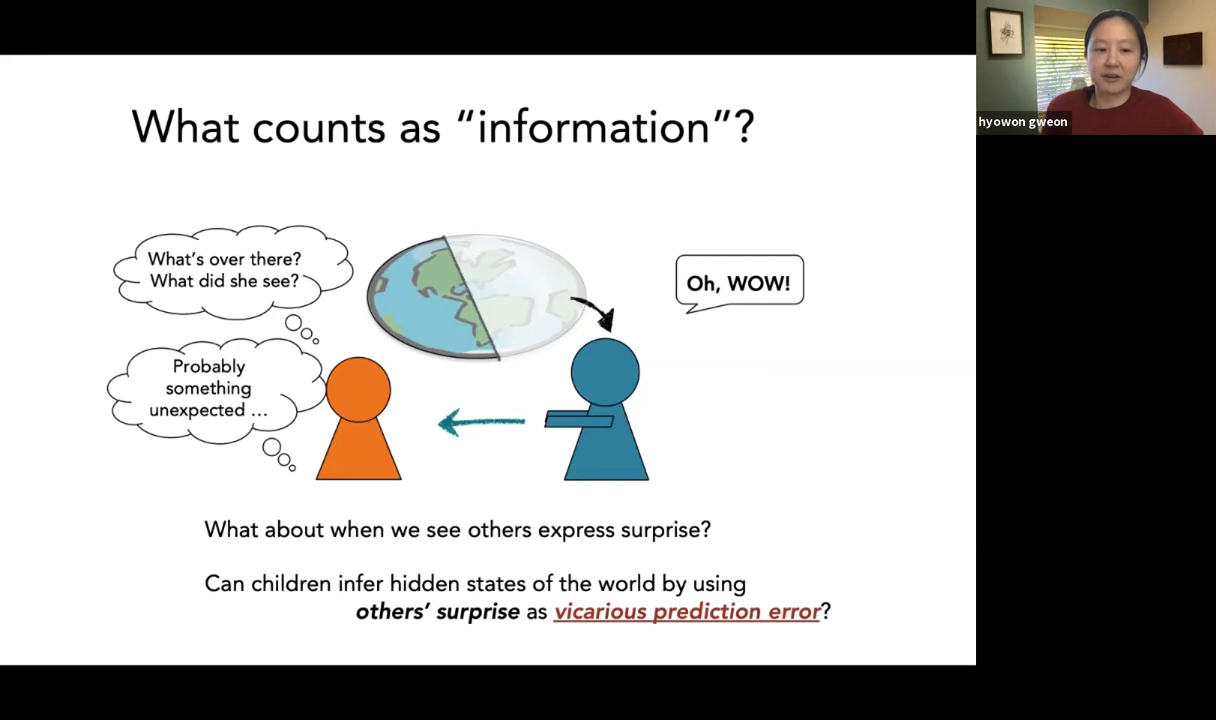 What counts as “information”?
What's over there?
What did she see?
Oh, WOW!
Probably
something
unexpected …
What about when we see others express surprise?
Can children infer hidden states of the world by using
others' surprise as vicarious prediction error?
hyowon gweon